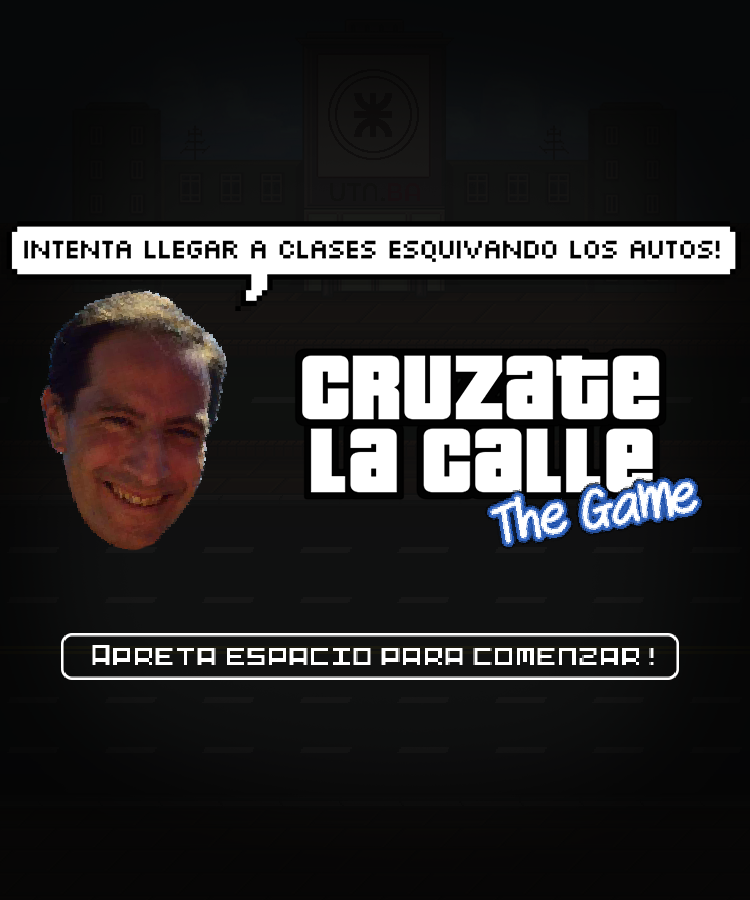 INTENTA LLEGAR A CLASES ESQUIVANDO LOS AUTOS!
CRUZATE
LA CALLE
The Game
APRETA ESPACIO PARA COMENZAR!